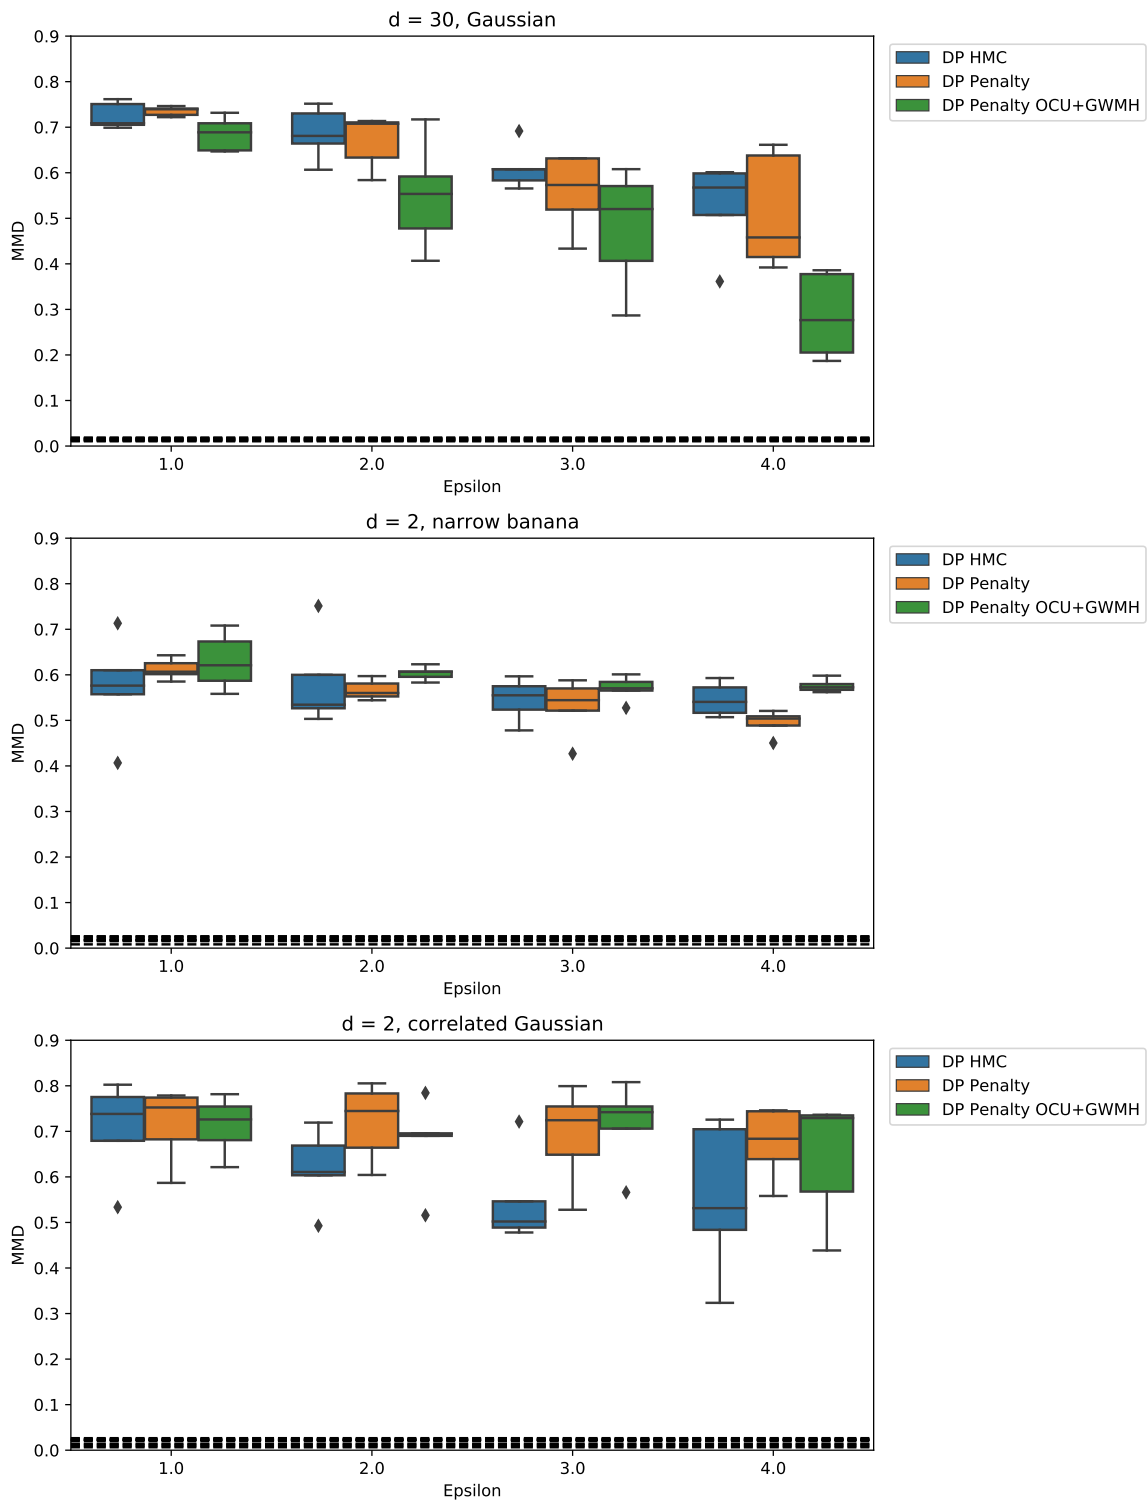 d = 30, Gaussian
0.9
0.8
0.7
0.6
0.5
0.4
0.3
0.2
0.1
0.0
MMD
1.0 2.0 3.0 4.0
Epsilon
DP HMC
DP Penalty
DP Penalty OCU+GWMH
d = 2, narrow banana
0.9
0.8
0.7
0.6
0.5
0.4
0.3
0.2
0.1
0.0
MMD
1.0 2.0 3.0 4.0
Epsilon
DP HMC
DP Penalty
DP Penalty OCU+GWMH
d = 2, correlated Gaussian
0.9
0.8
0.7
0.6
0.5
0.4
0.3
0.2
0.1
0.0
MMD
1.0 2.0 3.0 4.0
Epsilon
DP HMC
DP Penalty
DP Penalty OCU+GWMH